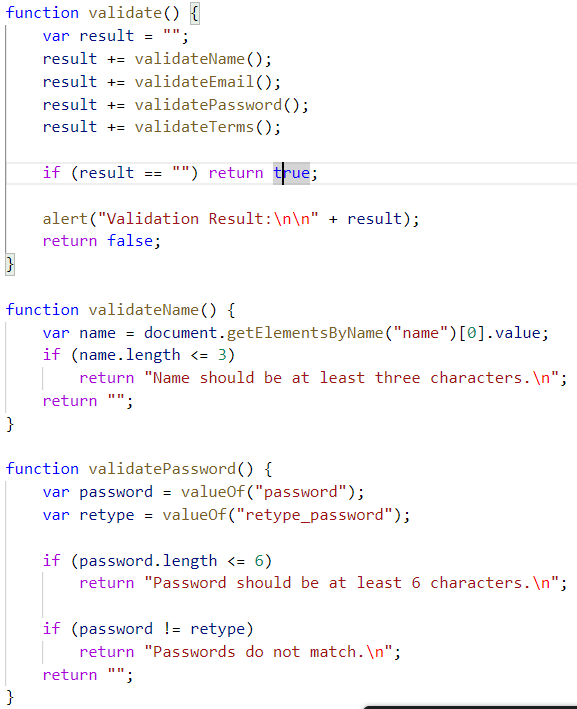 function validate() {
    var result = "";
    result += validateName();
    result += validateEmail();
    result += validatePassword();
    result += validateTerms();

    if (result == "") return true;

    alert("Validation Result:\n\n" + result);
    return false;
}

function validateName() {
    var name = document.getElementsByName("name")[0].value;
    if (name.length <= 3)
        return "Name should be at least three characters.\n";
    return "";
}

function validatePassword() {
    var password = valueOf("password");
    var retype = valueOf("retype_password");

    if (password.length <= 6)
        return "Password should be at least 6 characters.\n";

    if (password != retype)
        return "Passwords do not match.\n";
    return "";
}